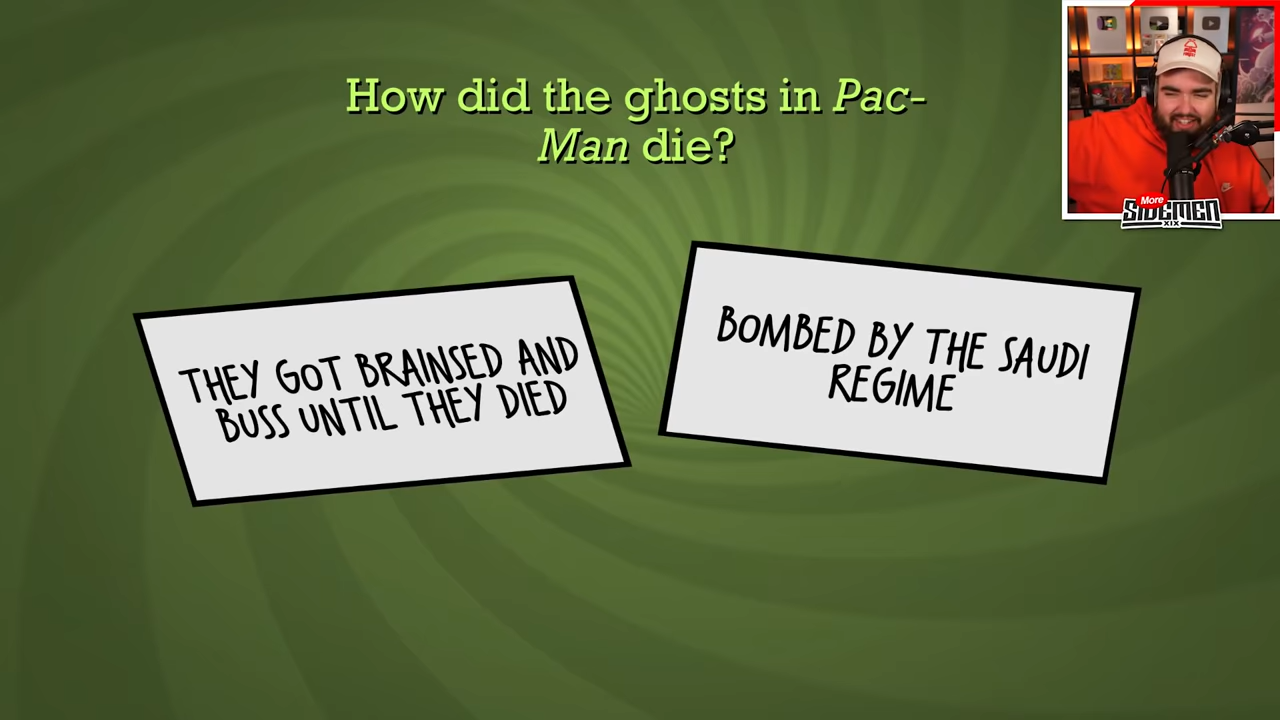 How did the ghosts in Pac-
Man die?
THEY GOT BRAINSED AND
BUSS UNTIL THEY DIED
BOMBED BY THE SAUDI
REGIME
More
SIDEMEN
XIX